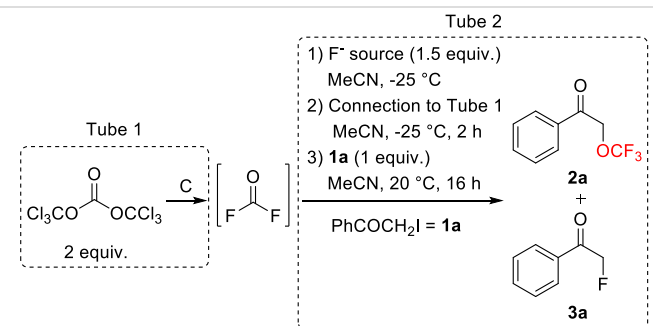 Tube 2
1) F⁻ source (1.5 equiv.)
MeCN, -25 °C
2) Connection to Tube 1
MeCN, -25 °C, 2 h
3) 1a (1 equiv.)
MeCN, 20 °C, 16 h
PhCOCH₂I = 1a
Tube 1
O
Cl₃CO OCCl₃
2 equiv.
C
O
F F
O
OCF₃
2a
+
O
F
3a